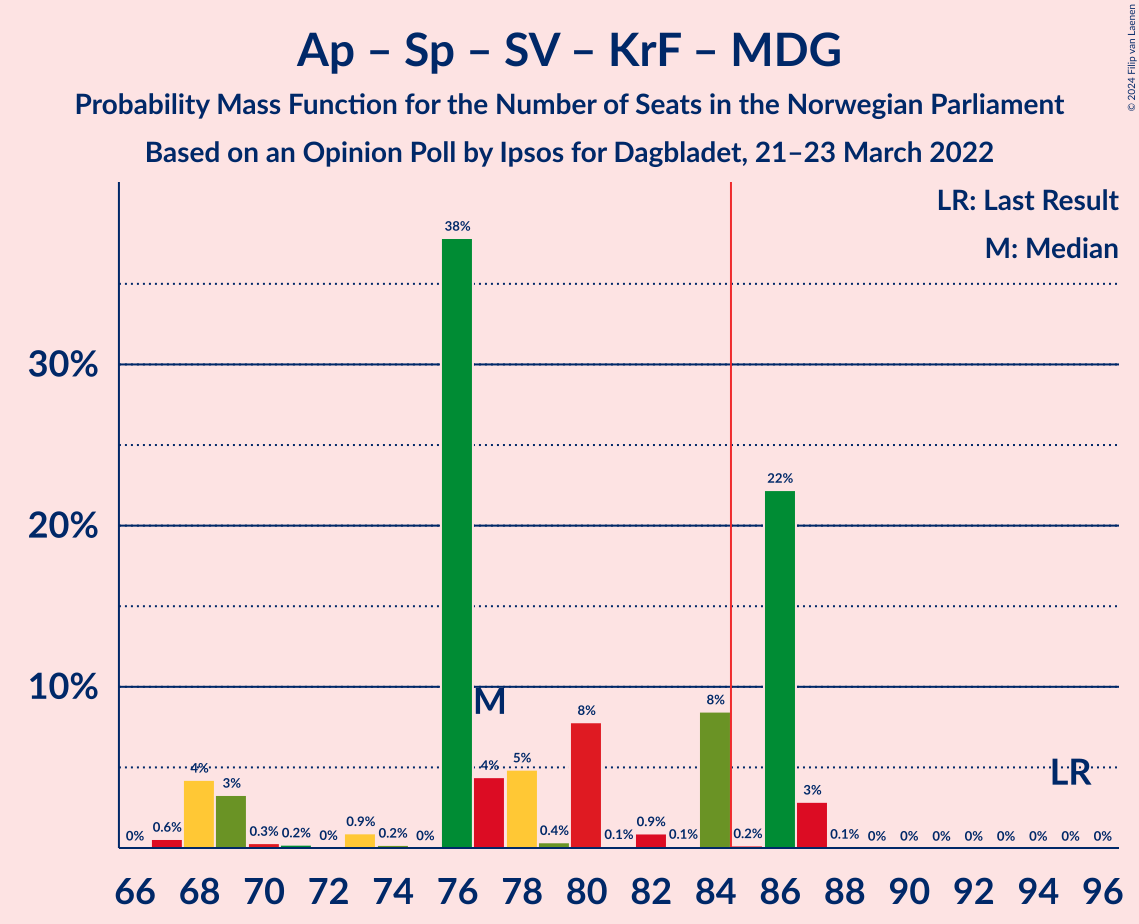 Ap – Sp – SV – KrF – MDG
Probability Mass Function for the Number of Seats in the Norwegian Parliament
Based on an Opinion Poll by Ipsos for Dagbladet, 21–23 March 2022
© 2024 Filip van Laenen
LR: Last Result
M: Median
30%
20%
10%
0% 0.6% 4% 3% 0.3% 0.2% 0% 0.9% 0.2% 0% 38% 4% 5% 0.4% 8% 0.1% 0.9% 0.1% 8% 0.2% 22% 3% 0.1% 0% 0% 0% 0% 0% 0% 0% 0%
M
LR
66 68 70 72 74 76 78 80 82 84 86 88 90 92 94 96